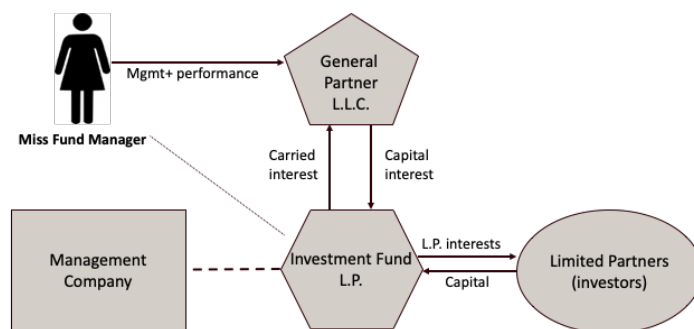 General
Partner
L.L.C.
Mgmt+ performance
Miss Fund Manager
Carried
interest
Capital
interest
Management
Company
Investment Fund
L.P.
L.P. interests
Capital
Limited Partners
(investors)